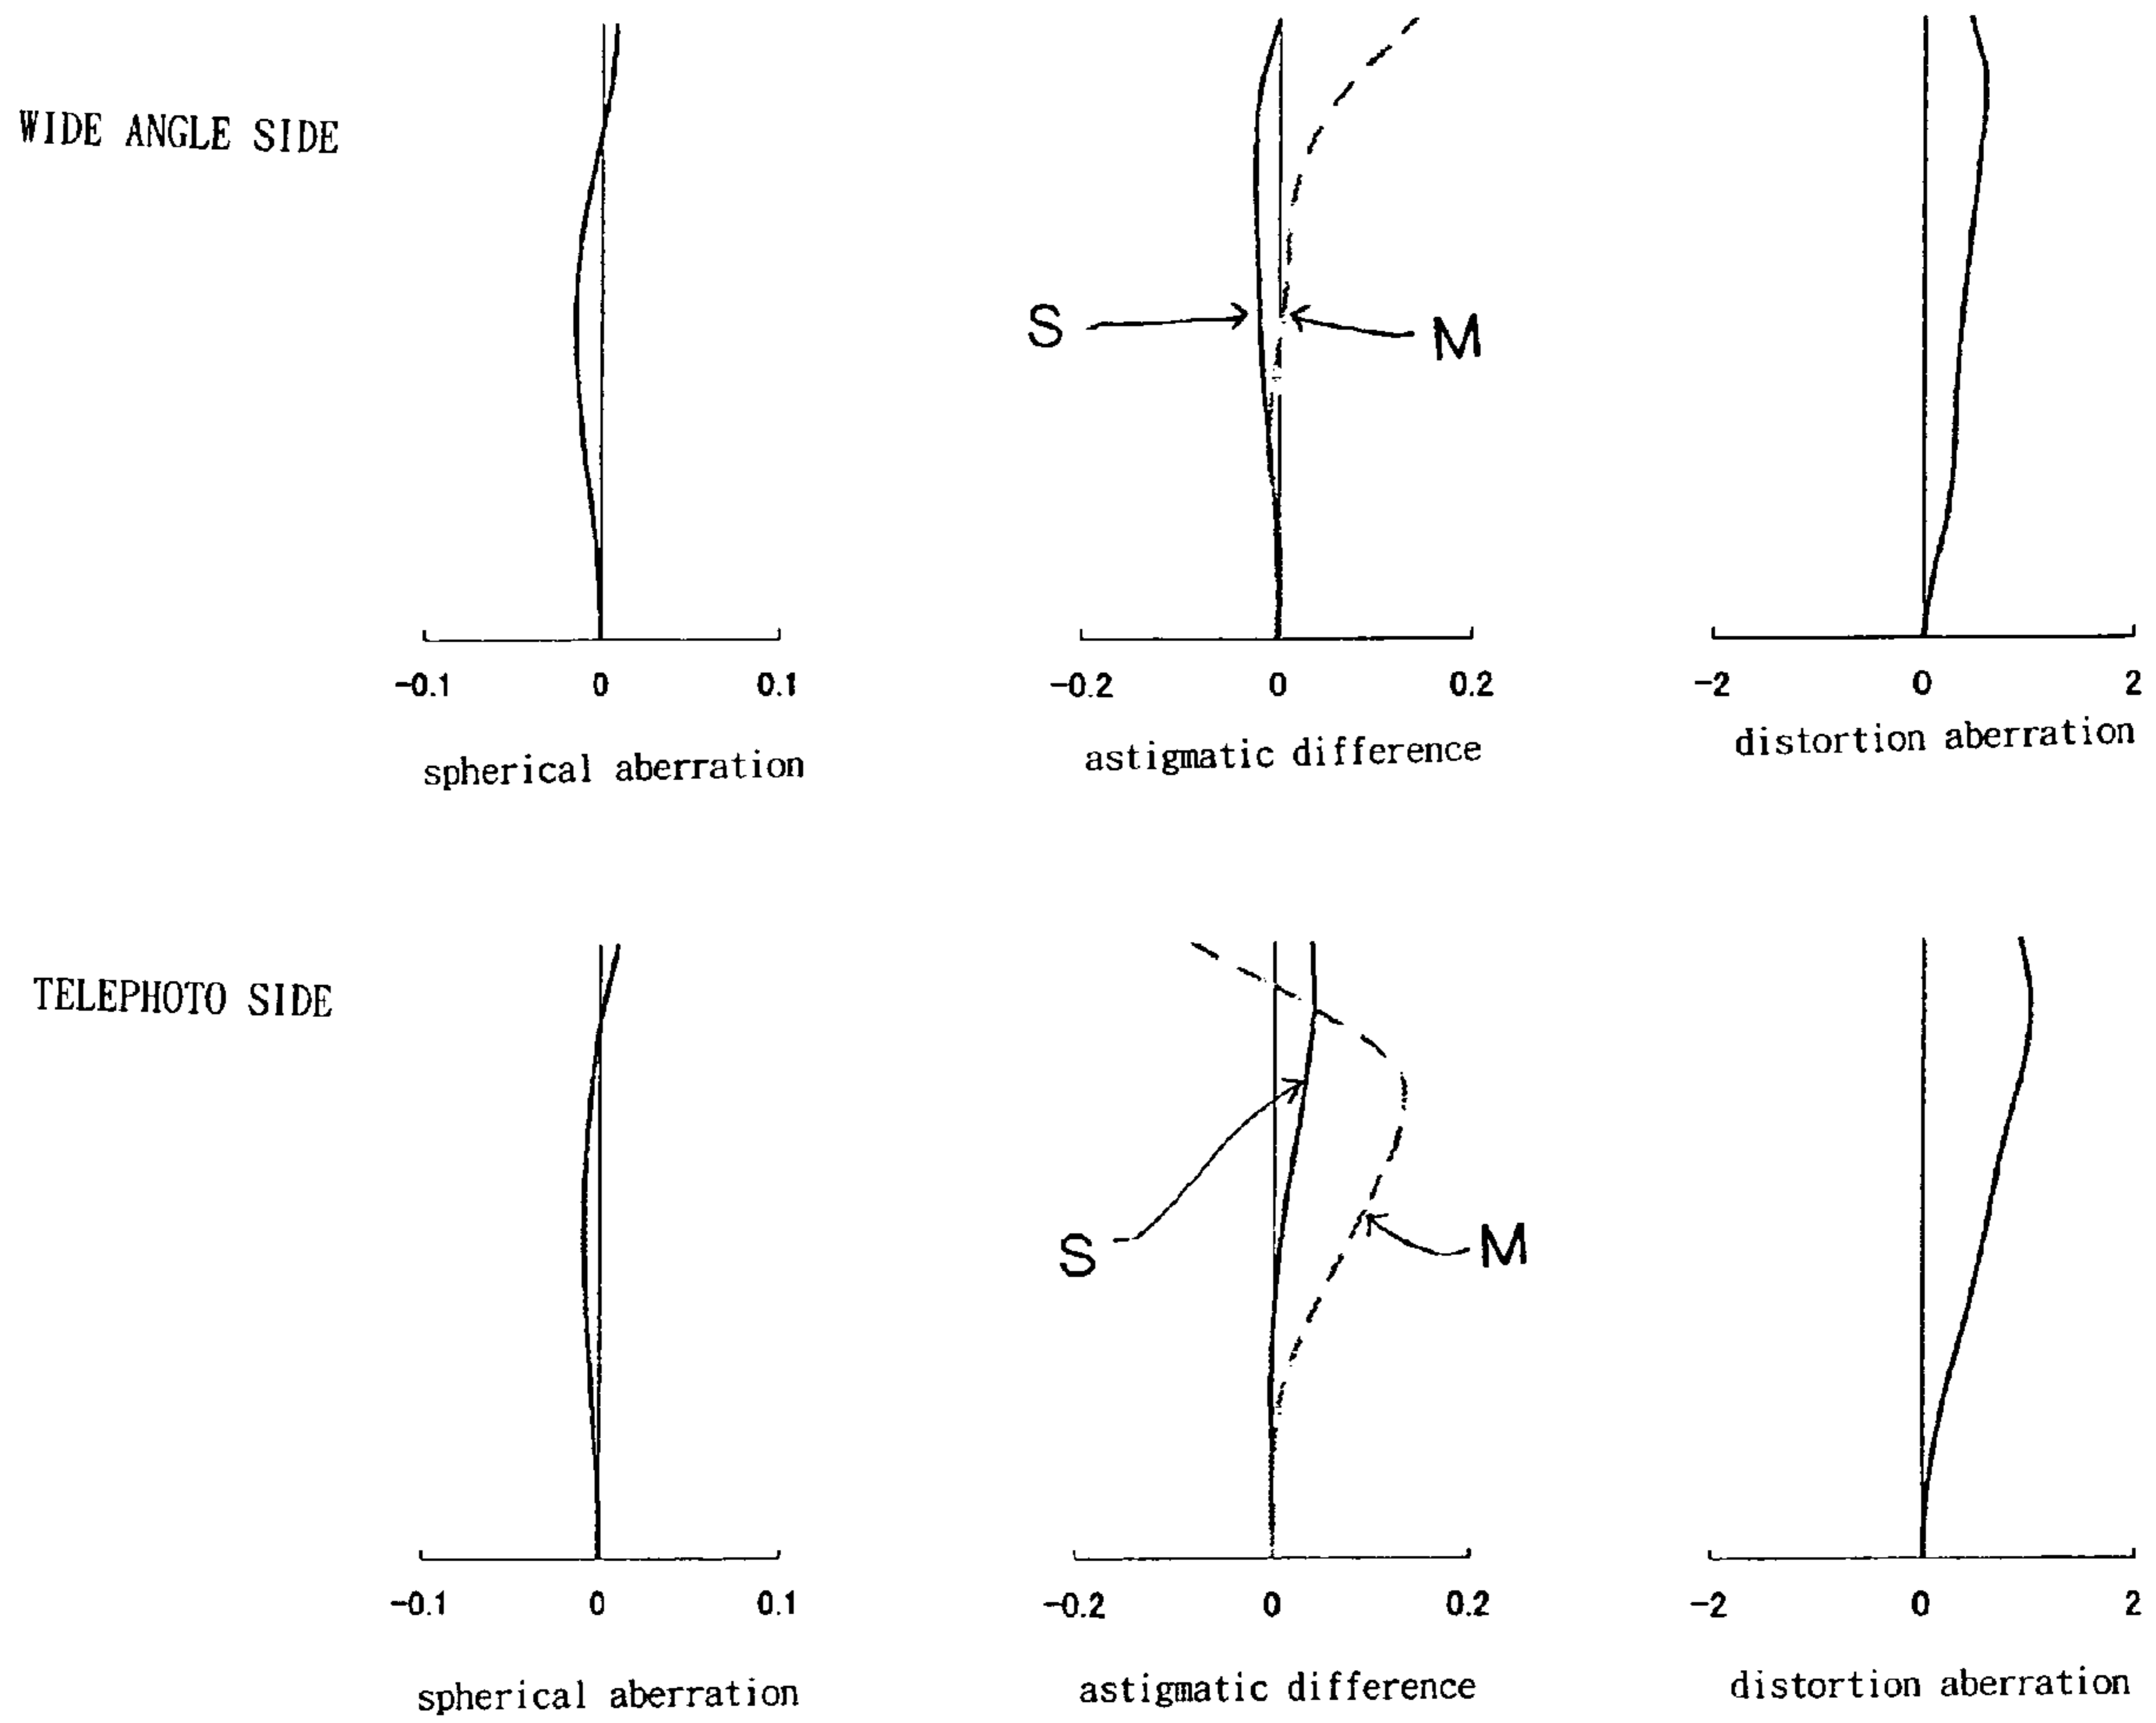 WIDE ANGLE SIDE
S
M
-0.1 0 0.1
-0.2 0 0.2
-2 0 2
spherical aberration
astigmatic difference
distortion aberration
TELEPHOTO SIDE
S
M
-0.1 0 0.1
-0.2 0 0.2
-2 0 2
spherical aberration
astigmatic difference
distortion aberration